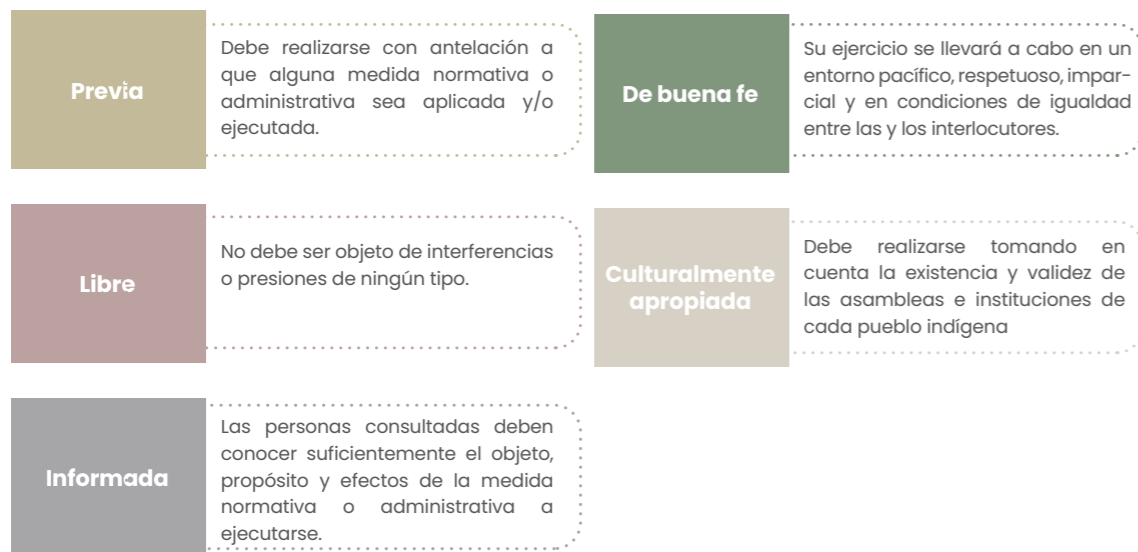 Previa
Debe realizarse con antelación a
que alguna medida normativa o
administrativa sea aplicada y/o
ejecutada.
De buena fe
Su ejercicio se llevará a cabo en un
entorno pacífico, respetuoso, impar-
cial y en condiciones de igualdad
entre las y los interlocutores.
Libre
No debe ser objeto de interferencias
o presiones de ningún tipo.
Culturalmente
apropiada
Debe realizarse tomando en
cuenta la existencia y validez de
las asambleas e instituciones de
cada pueblo indígena
Informada
Las personas consultadas deben
conocer suficientemente el objeto,
propósito y efectos de la medida
normativa o administrativa a
ejecutarse.